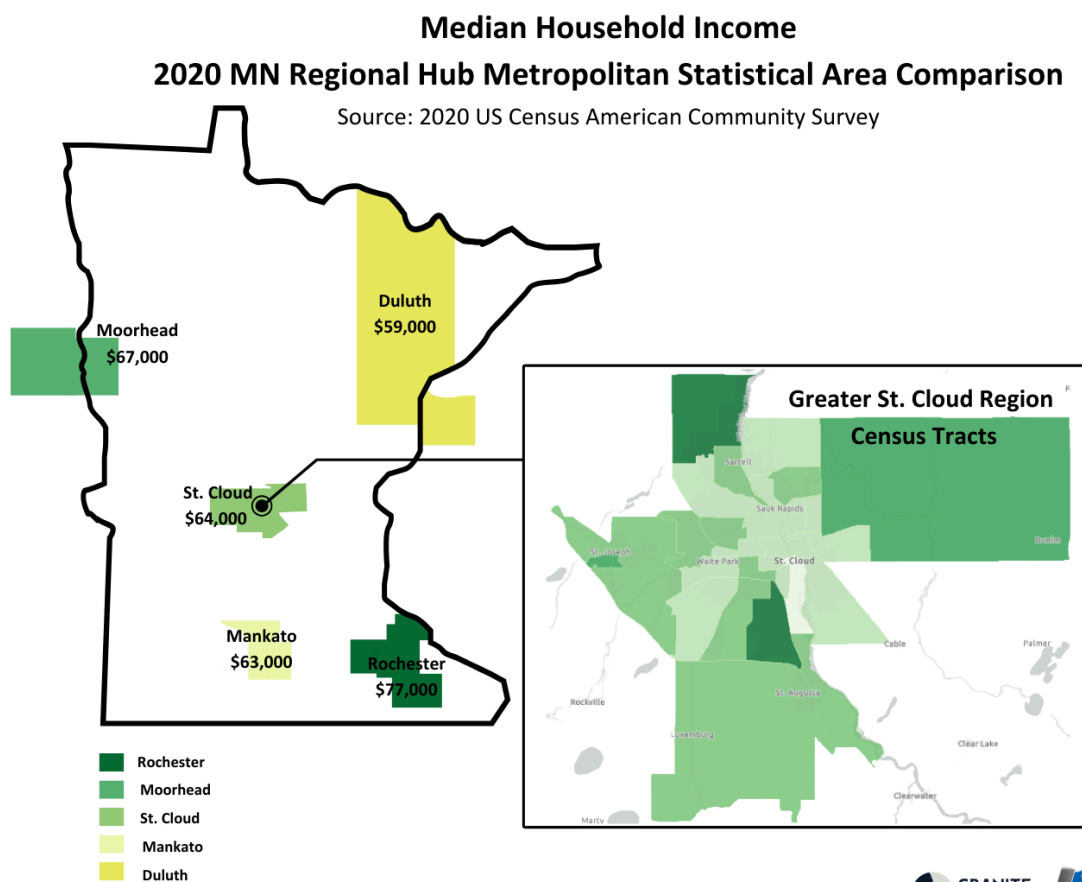 Median Household Income
2020 MN Regional Hub Metropolitan Statistical Area Comparison
Source: 2020 US Census American Community Survey
Duluth
$59,000
Moorhead
$67,000
St. Cloud
$64,000
Mankato
$63,000
Rochester
$77,000
Rochester
Moorhead
St. Cloud
Mankato
Duluth
Greater St. Cloud Region
Census Tracts
Sartell
Sauk Rapids
Duelm
St. Joseph
Waite Park
St. Cloud
Cable
Palmer
St. Augusta
Rockville
Luxemburg
Clear Lake
Clearwater
Marty
GRANITE